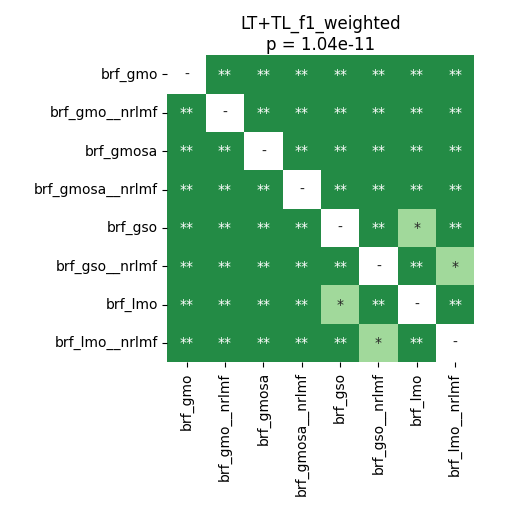 LT+TL_f1_weighted
p = 1.04e-11
brf_gmo - ** ** ** ** ** ** **
brf_gmo__nrlmf ** - ** ** ** ** ** **
brf_gmosa ** ** - ** ** ** ** **
brf_gmosa__nrlmf ** ** ** - ** ** ** **
brf_gso ** ** ** ** - ** * **
brf_gso__nrlmf ** ** ** ** ** - ** *
brf_lmo ** ** ** ** * ** - **
brf_lmo__nrlmf ** ** ** ** ** * ** -
brf_gmo
brf_gmo__nrlmf
brf_gmosa
brf_gmosa__nrlmf
brf_gso
brf_gso__nrlmf
brf_lmo
brf_lmo__nrlmf